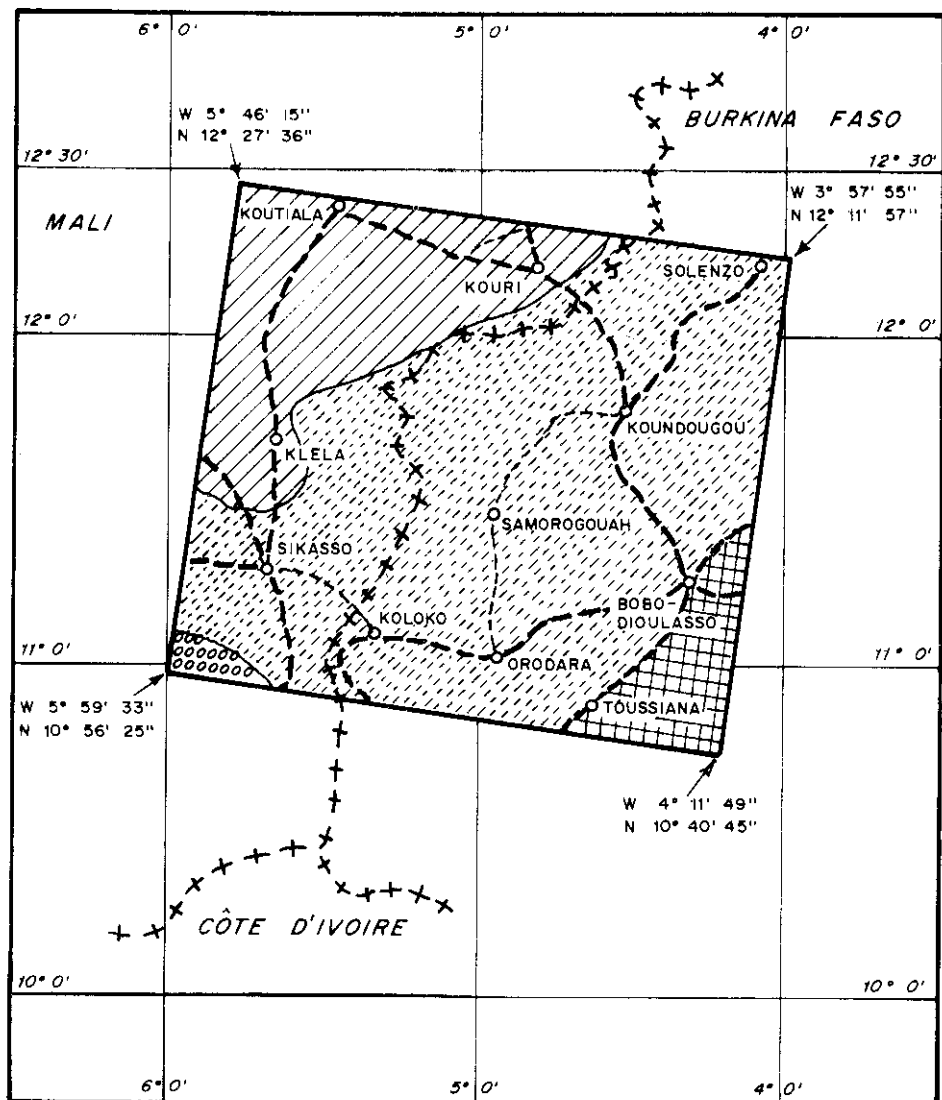 6° 0'
5° 0'
4° 0'
W 5° 46' 15"
N 12° 27' 36"
BURKINA FASO
12° 30'
12° 30'
W 3° 57' 55"
N 12° 11' 57"
MALI
KOUTIALA
KOURI
SOLENZO
12° 0'
12° 0'
KOUNDOUGOU
KLELA
SAMOROGOUAH
SIKASSO
BOBO-
DIOULASSO
KOLOKO
11° 0'
11° 0'
ORODARA
TOUSSIANA
W 5° 59' 33"
N 10° 56' 25"
W 4° 11' 49"
N 10° 40' 45"
CÔTE D'IVOIRE
10° 0'
10° 0'
6° 0'
5° 0'
4° 0'